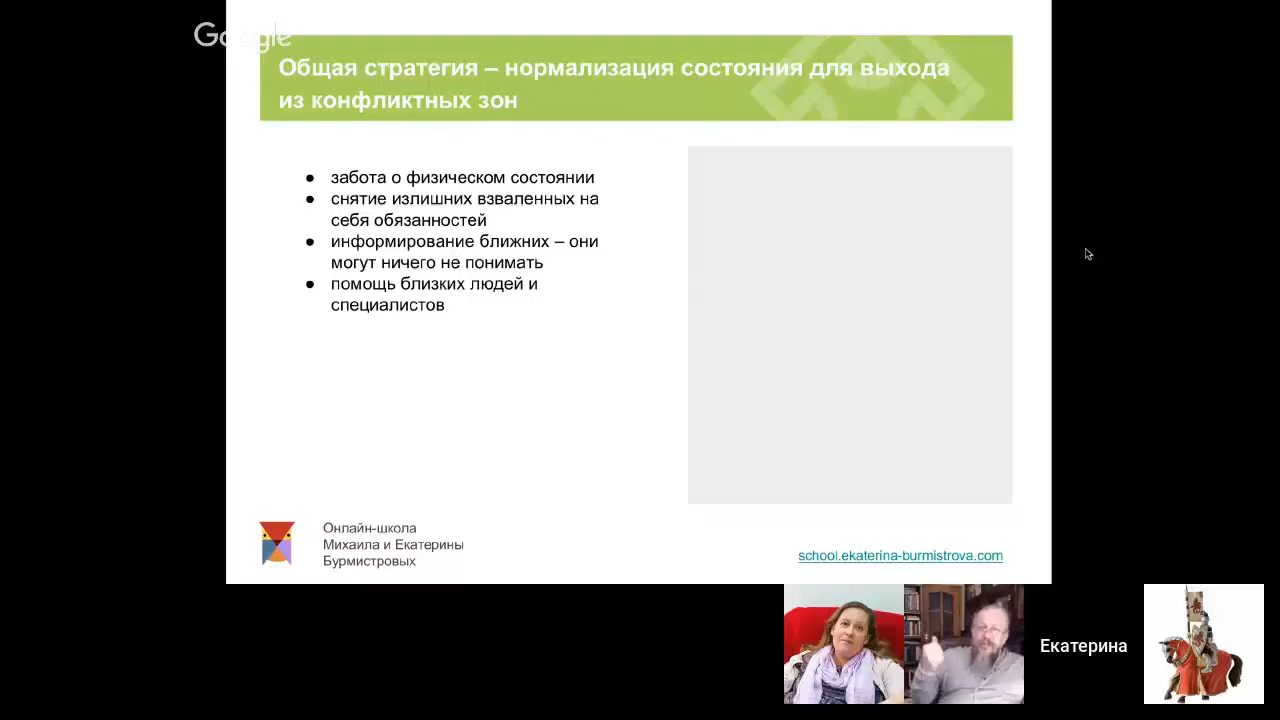 Google
Общая стратегия – нормализация состояния для выхода
из конфликтных зон
● забота о физическом состоянии
● снятие излишних взваленных на
себя обязанностей
● информирование ближних – они
могут ничего не понимать
● помощь близких людей и
специалистов
Онлайн-школа
Михаила и Екатерины
Бурмистровых
school.ekaterina-burmistrova.com
Екатерина